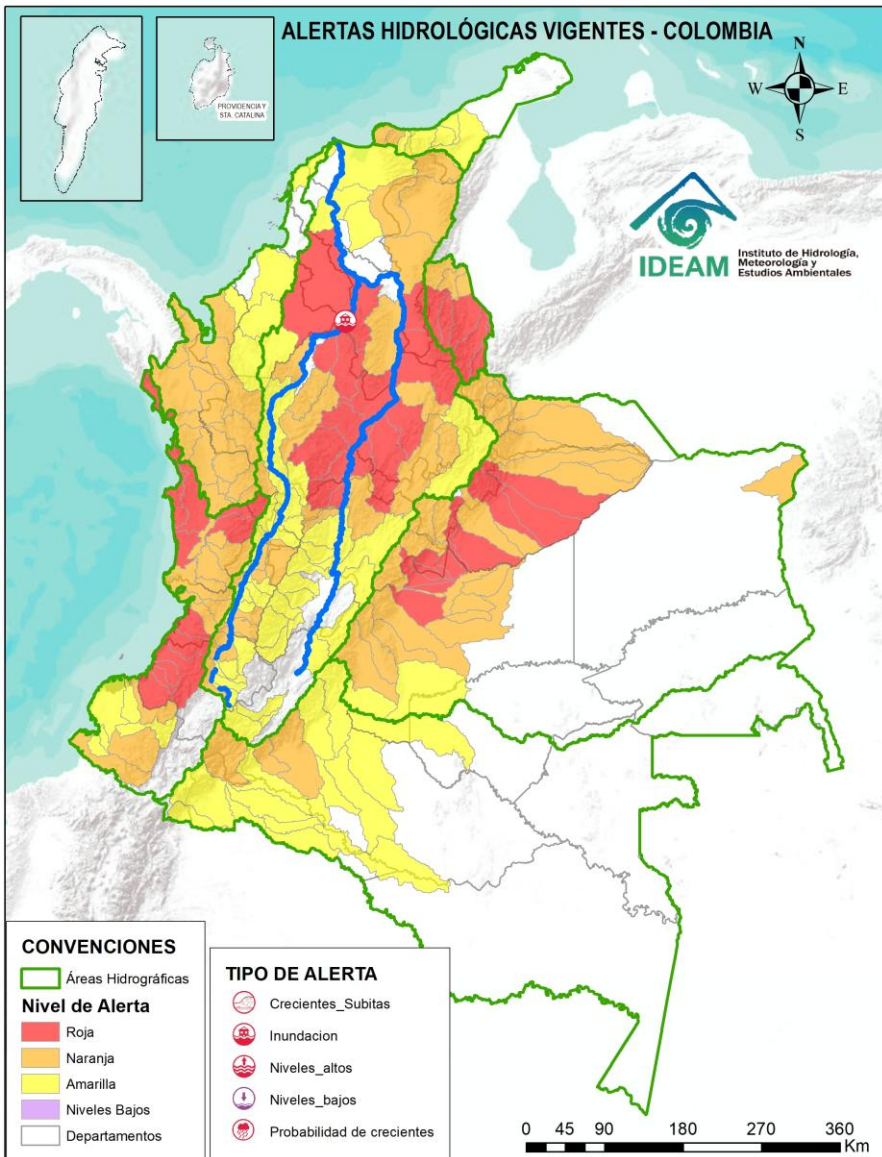 ALERTAS HIDROLÓGICAS VIGENTES - COLOMBIA
PROVIDENCIA Y
STA. CATALINA
N
W
E
S
IDEAM
Instituto de Hidrología,
Meteorología y
Estudios Ambientales
CONVENCIONES
Áreas Hidrográficas
Nivel de Alerta
Roja
Naranja
Amarilla
Niveles Bajos
Departamentos
TIPO DE ALERTA
Crecientes_Subitas
Inundacion
Niveles_altos
Niveles_bajos
Probabilidad de crecientes
0 45 90 180 270 360
Km